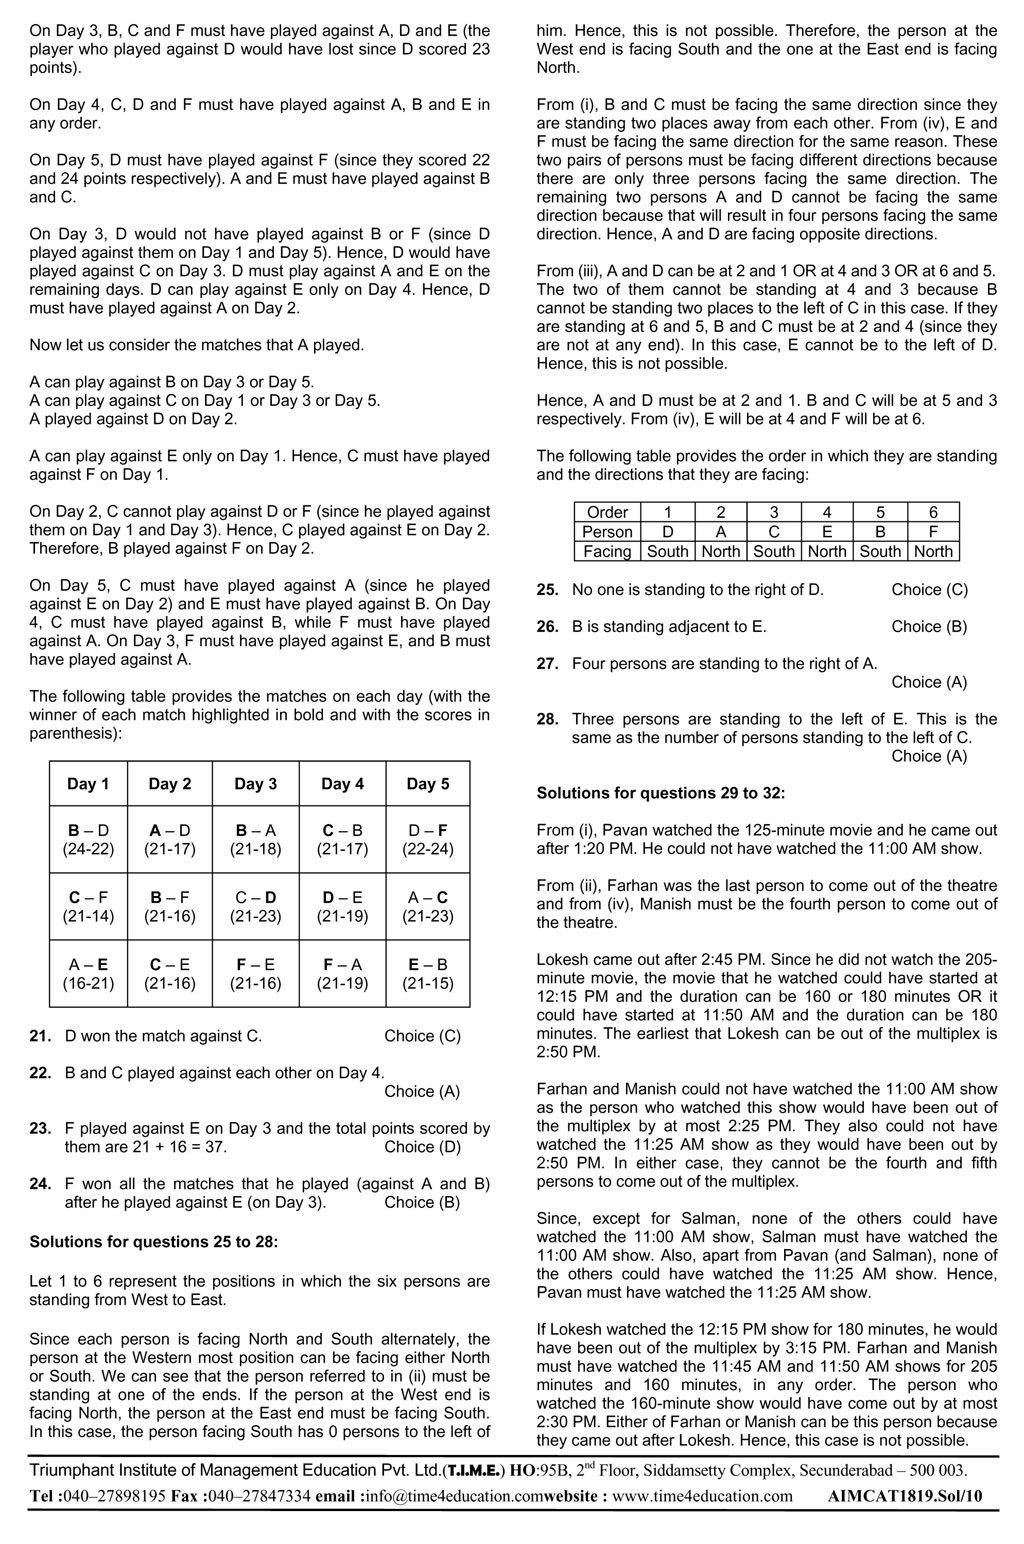 On Day 3, B, C and F must have played against A, D and E (the
player who played against D would have lost since D scored 23
points).
On Day 4, C, D and F must have played against A, B and E in
any order.
On Day 5, D must have played against F (since they scored 22
and 24 points respectively). A and E must have played against B
and C.
On Day 3, D would not have played against B or F (since D
played against them on Day 1 and Day 5). Hence, D would have
played against C on Day 3. D must play against A and E on the
remaining days. D can play against E only on Day 4. Hence, D
must have played against A on Day 2.
Now let us consider the matches that A played.
A can play against B on Day 3 or Day 5.
A can play against C on Day 1 or Day 3 or Day 5.
A played against D on Day 2.
A can play against E only on Day 1. Hence, C must have played
against F on Day 1.
On Day 2, C cannot play against D or F (since he played against
them on Day 1 and Day 3). Hence, C played against E on Day 2.
Therefore, B played against F on Day 2.
On Day 5, C must have played against A (since he played
against E on Day 2) and E must have played against B. On Day
4, C must have played against B, while F must have played
against A. On Day 3, F must have played against E, and B must
have played against A.
The following table provides the matches on each day (with the
winner of each match highlighted in bold and with the scores in
parenthesis):
Day 1 Day 2 Day 3 Day 4 Day 5
B – D A – D B – A C – B D – F
(24-22) (21-17) (21-18) (21-17) (22-24)
C – F B – F C – D D – E A – C
(21-14) (21-16) (21-23) (21-19) (21-23)
A – E C – E F – E F – A E – B
(16-21) (21-16) (21-16) (21-19) (21-15)
21. D won the match against C. Choice (C)
22. B and C played against each other on Day 4.
Choice (A)
23. F played against E on Day 3 and the total points scored by
them are 21 + 16 = 37. Choice (D)
24. F won all the matches that he played (against A and B)
after he played against E (on Day 3). Choice (B)
Solutions for questions 25 to 28:
Let 1 to 6 represent the positions in which the six persons are
standing from West to East.
Since each person is facing North and South alternately, the
person at the Western most position can be facing either North
or South. We can see that the person referred to in (ii) must be
standing at one of the ends. If the person at the West end is
facing North, the person at the East end must be facing South.
In this case, the person facing South has 0 persons to the left of
him. Hence, this is not possible. Therefore, the person at the
West end is facing South and the one at the East end is facing
North.
From (i), B and C must be facing the same direction since they
are standing two places away from each other. From (iv), E and
F must be facing the same direction for the same reason. These
two pairs of persons must be facing different directions because
there are only three persons facing the same direction. The
remaining two persons A and D cannot be facing the same
direction because that will result in four persons facing the same
direction. Hence, A and D are facing opposite directions.
From (iii), A and D can be at 2 and 1 OR at 4 and 3 OR at 6 and 5.
The two of them cannot be standing at 4 and 3 because B
cannot be standing two places to the left of C in this case. If they
are standing at 6 and 5, B and C must be at 2 and 4 (since they
are not at any end). In this case, E cannot be to the left of D.
Hence, this is not possible.
Hence, A and D must be at 2 and 1. B and C will be at 5 and 3
respectively. From (iv), E will be at 4 and F will be at 6.
The following table provides the order in which they are standing
and the directions that they are facing:
Order 1 2 3 4 5 6
Person D A C E B F
Facing South North South North South North
25. No one is standing to the right of D. Choice (C)
26. B is standing adjacent to E. Choice (B)
27. Four persons are standing to the right of A.
Choice (A)
28. Three persons are standing to the left of E. This is the
same as the number of persons standing to the left of C.
Choice (A)
Solutions for questions 29 to 32:
From (i), Pavan watched the 125-minute movie and he came out
after 1:20 PM. He could not have watched the 11:00 AM show.
From (ii), Farhan was the last person to come out of the theatre
and from (iv), Manish must be the fourth person to come out of
the theatre.
Lokesh came out after 2:45 PM. Since he did not watch the 205-
minute movie, the movie that he watched could have started at
12:15 PM and the duration can be 160 or 180 minutes OR it
could have started at 11:50 AM and the duration can be 180
minutes. The earliest that Lokesh can be out of the multiplex is
2:50 PM.
Farhan and Manish could not have watched the 11:00 AM show
as the person who watched this show would have been out of
the multiplex by at most 2:25 PM. They also could not have
watched the 11:25 AM show as they would have been out by
2:50 PM. In either case, they cannot be the fourth and fifth
persons to come out of the multiplex.
Since, except for Salman, none of the others could have
watched the 11:00 AM show, Salman must have watched the
11:00 AM show. Also, apart from Pavan (and Salman), none of
the others could have watched the 11:25 AM show. Hence,
Pavan must have watched the 11:25 AM show.
If Lokesh watched the 12:15 PM show for 180 minutes, he would
have been out of the multiplex by 3:15 PM. Farhan and Manish
must have watched the 11:45 AM and 11:50 AM shows for 205
minutes and 160 minutes, in any order. The person who
watched the 160-minute show would have come out by at most
2:30 PM. Either of Farhan or Manish can be this person because
they came out after Lokesh. Hence, this case is not possible.
Triumphant Institute of Management Education Pvt. Ltd.(T.I.M.E.) HO:95B, 2nd Floor, Siddamsetty Complex, Secunderabad – 500 003.
Tel :040–27898195 Fax :040–27847334 email :info@time4education.comwebsite : www.time4education.com AIMCAT1819.Sol/10